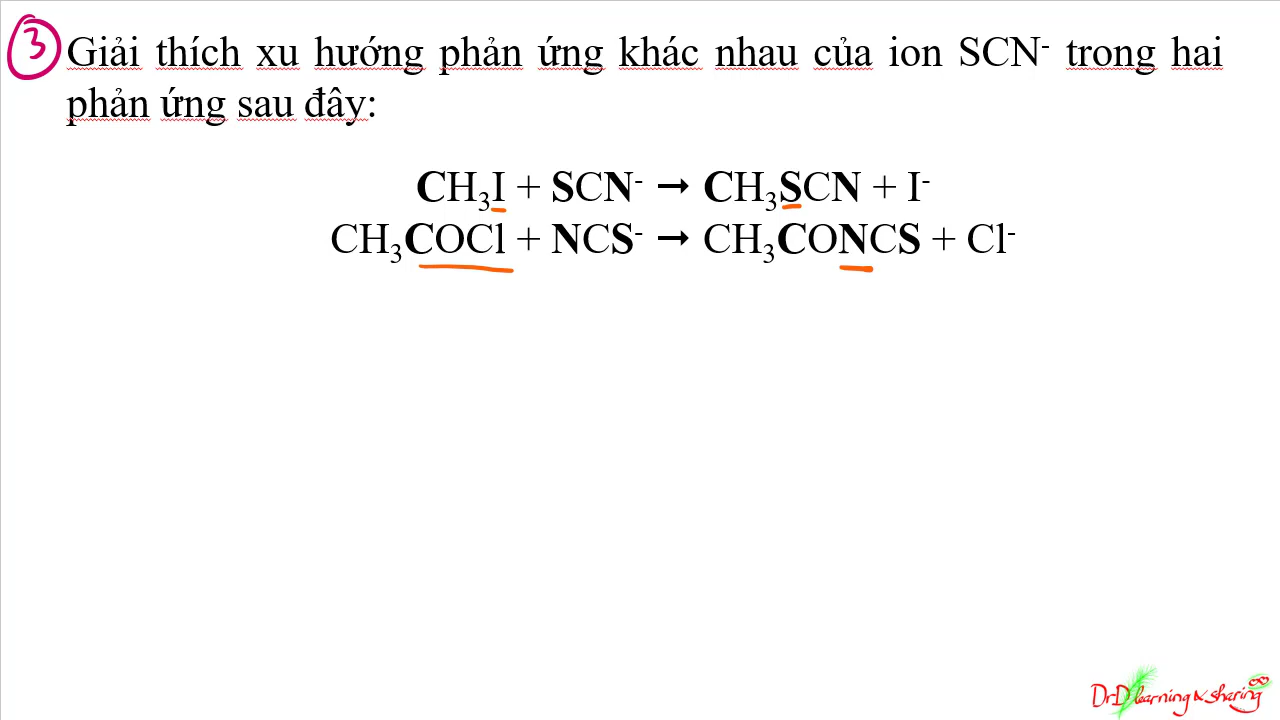 3 Giải thích xu hướng phản ứng khác nhau của ion SCN⁻ trong hai
phản ứng sau đây:
CH₃I + SCN⁻ → CH₃SCN + I⁻
CH₃COCl + NCS⁻ → CH₃CONCS + Cl⁻
DrD learning & sharing